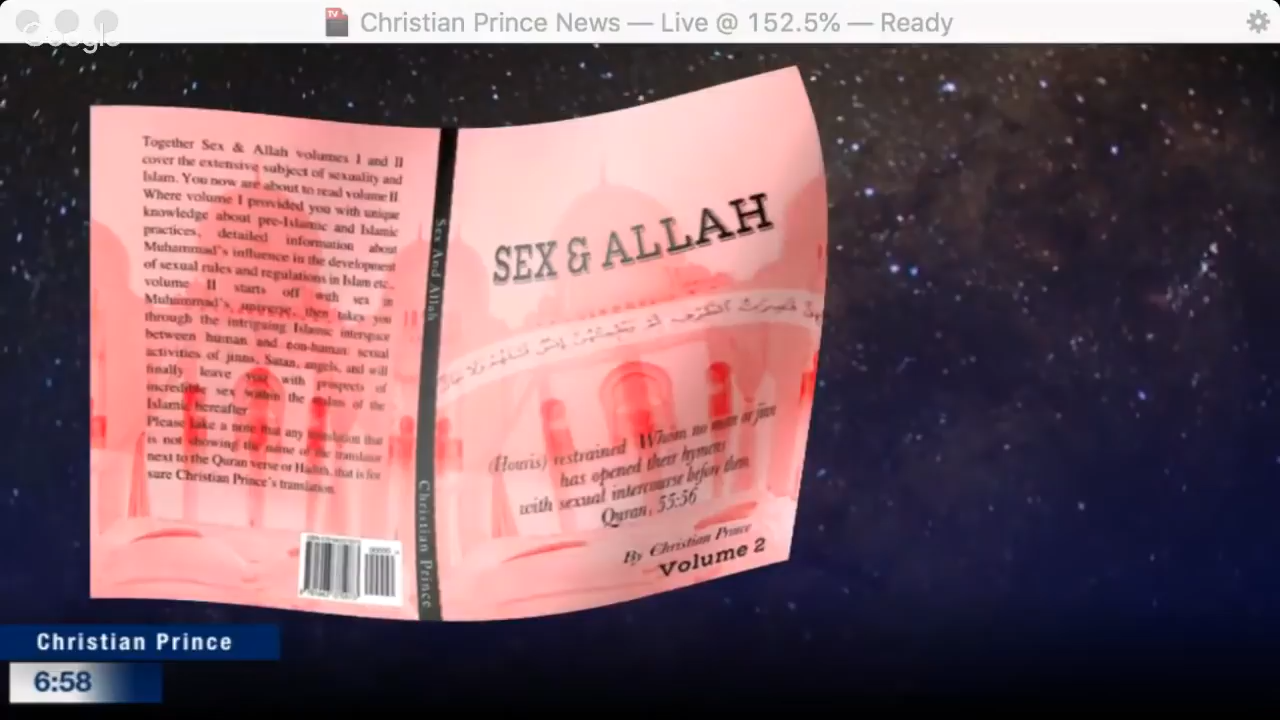 Christian Prince News — Live @ 152.5% — Ready
Google
Together Sex & Allah volumes I and II
cover the extensive subject of sexuality and
Islam. You now are about to read volume II.
Where volume I provided you with unique
knowledge about pre-Islamic and Islamic
practices, detailed information about
Muhammad's influence in the development
of sexual rules and regulations in Islam etc.,
volume II starts off with sex in
Muhammad's universe, then takes you
through the intriguing Islamic interspace
between human and non-human sexual
activities of jinns, Satan, angels, and will
finally leave you with prospects of
incredible sex within the realms of the
Islamic hereafter
Please take a note that any translation that
is not showing the name of the translator
next to the Quran verse or Hadith, that is for
sure Christian Prince's translation.
Sex And Allah
Christian Prince
SEX & ALLAH
(Houris) restrained Whom no man or jinn
has opened their hymens
with sexual intercourse before them
Quran, 55:56
By Christian Prince
Volume 2
Christian Prince
6:58